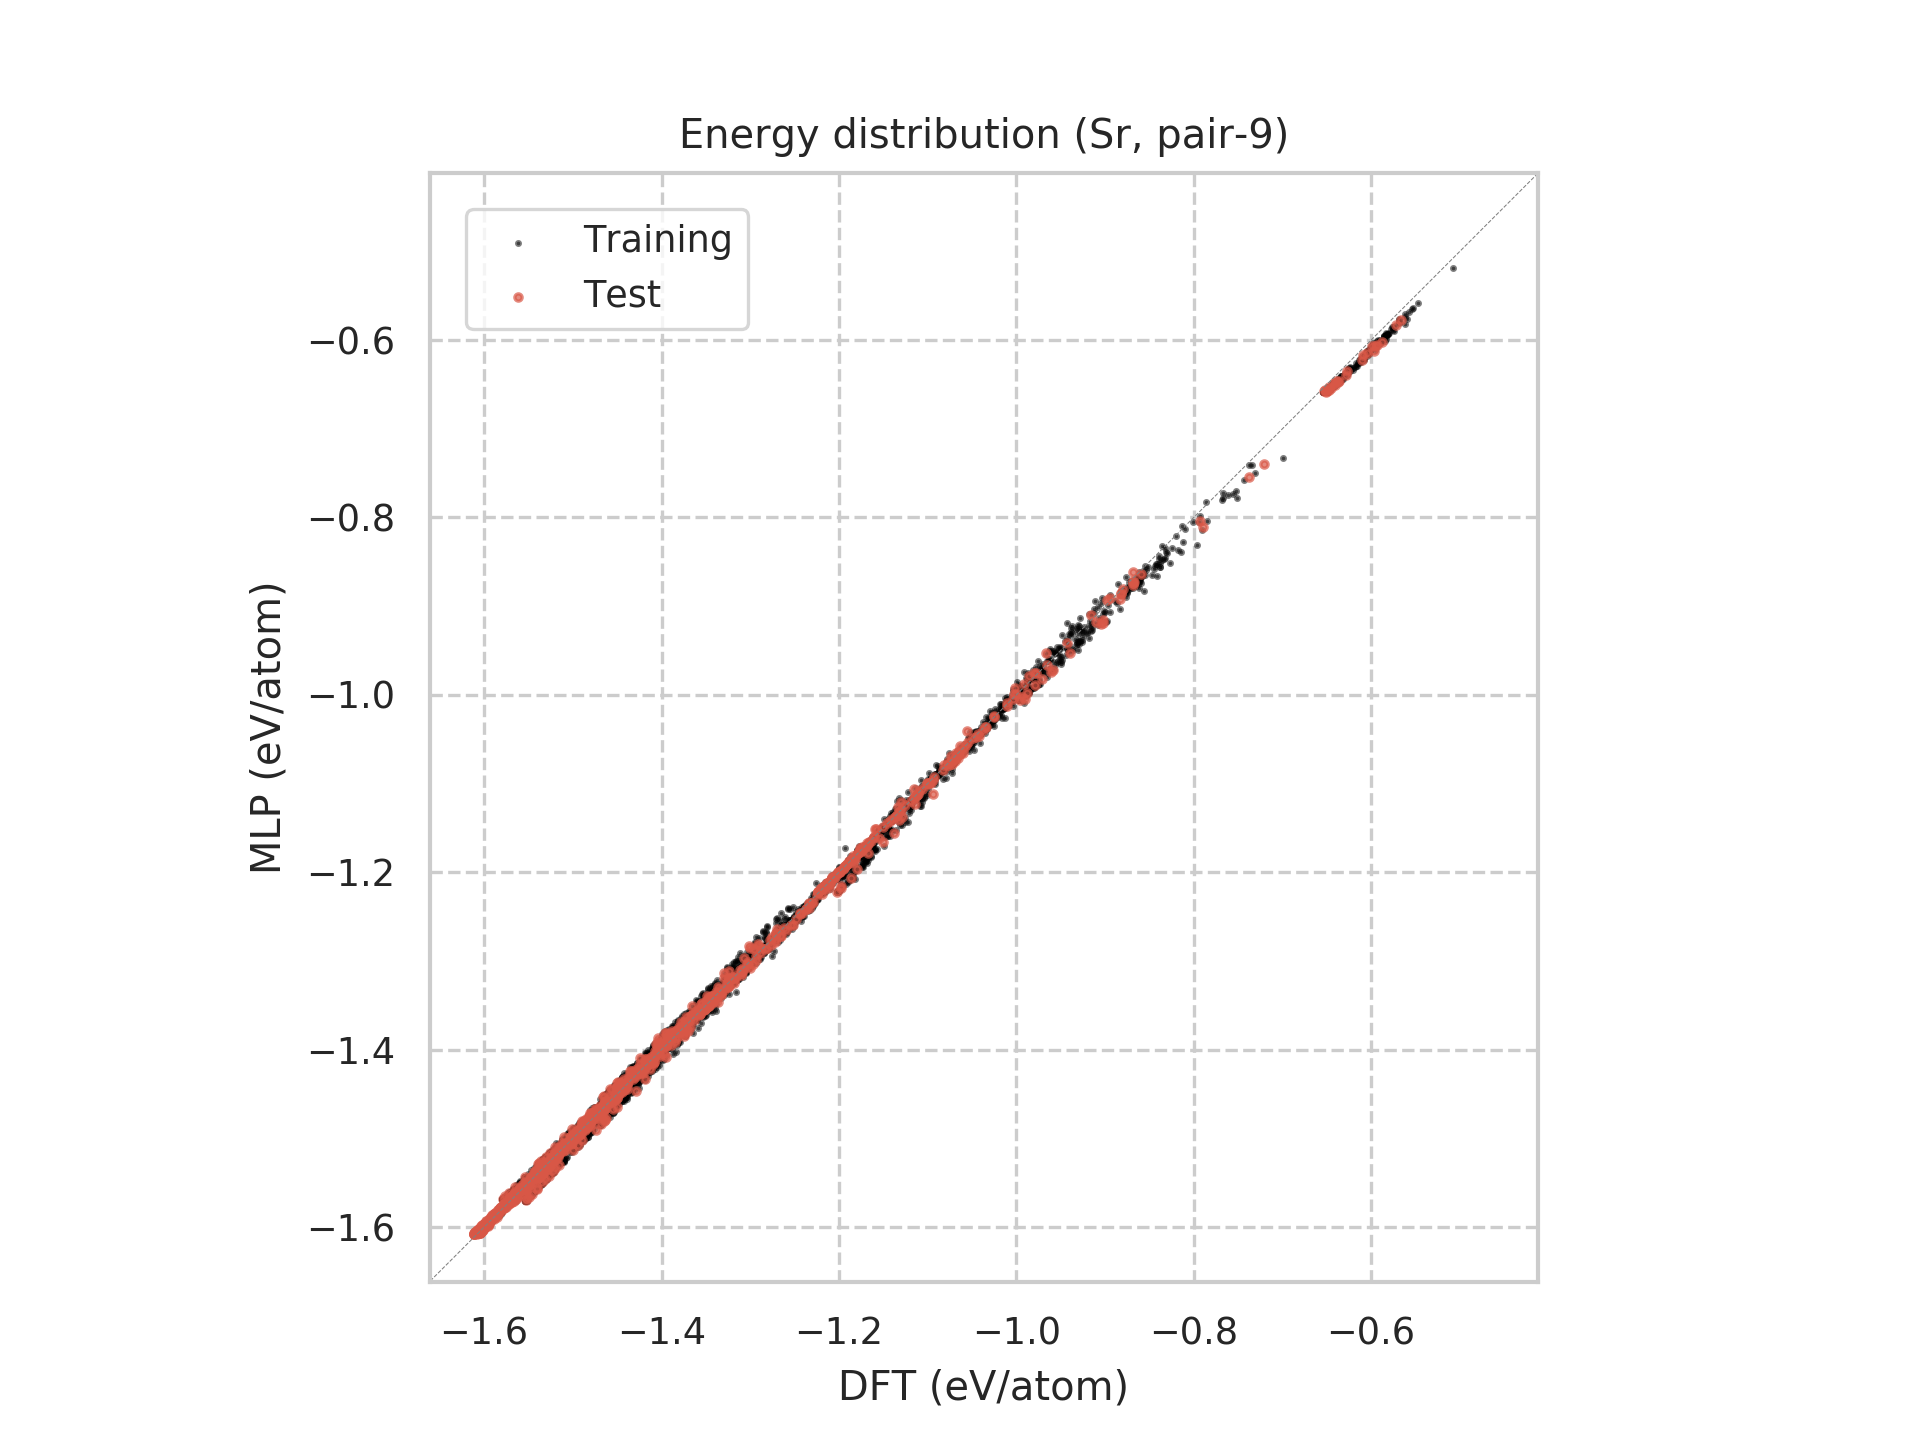 Energy distribution (Sr, pair-9)
Training
Test
MLP (eV/atom)
−0.6
−0.8
−1.0
−1.2
−1.4
−1.6
−1.6 −1.4 −1.2 −1.0 −0.8 −0.6
DFT (eV/atom)